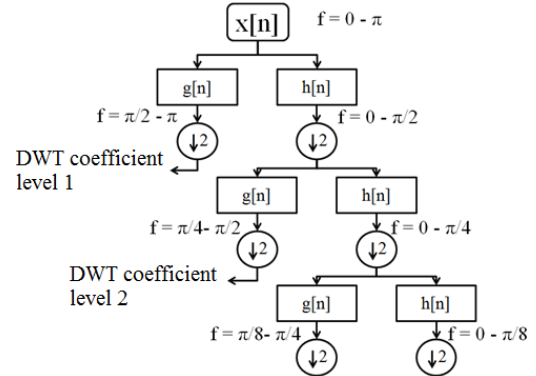 x[n]
f = 0 - π
g[n]
h[n]
f = π/2 - π
f = 0 - π/2
↓2
↓2
DWT coefficient
level 1
g[n]
h[n]
f = π/4- π/2
f = 0 - π/4
↓2
↓2
DWT coefficient
level 2
g[n]
h[n]
f = π/8- π/4
f = 0 - π/8
↓2
↓2